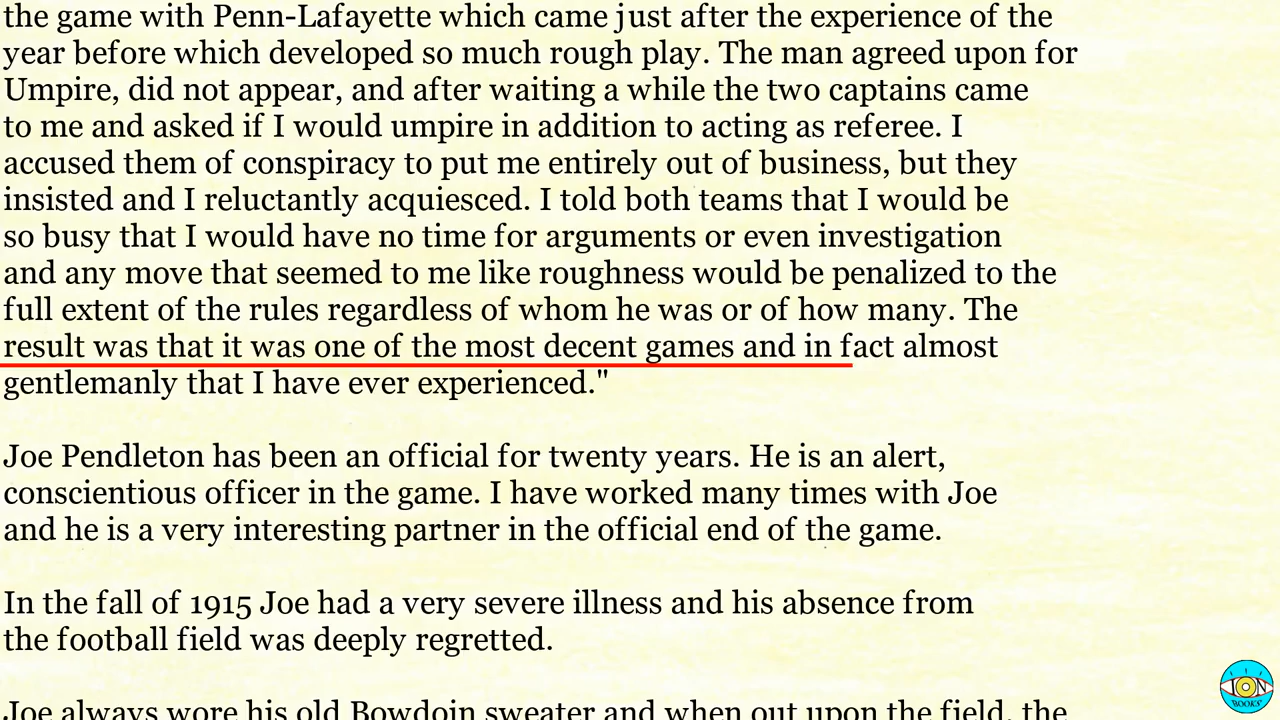 the game with Penn-Lafayette which came just after the experience of the
year before which developed so much rough play. The man agreed upon for
Umpire, did not appear, and after waiting a while the two captains came
to me and asked if I would umpire in addition to acting as referee. I
accused them of conspiracy to put me entirely out of business, but they
insisted and I reluctantly acquiesced. I told both teams that I would be
so busy that I would have no time for arguments or even investigation
and any move that seemed to me like roughness would be penalized to the
full extent of the rules regardless of whom he was or of how many. The
result was that it was one of the most decent games and in fact almost
gentlemanly that I have ever experienced."
Joe Pendleton has been an official for twenty years. He is an alert,
conscientious officer in the game. I have worked many times with Joe
and he is a very interesting partner in the official end of the game.
In the fall of 1915 Joe had a very severe illness and his absence from
the football field was deeply regretted.
Joe always wore his old Bowdoin sweater and when out upon the field, the
ION
BOOKS